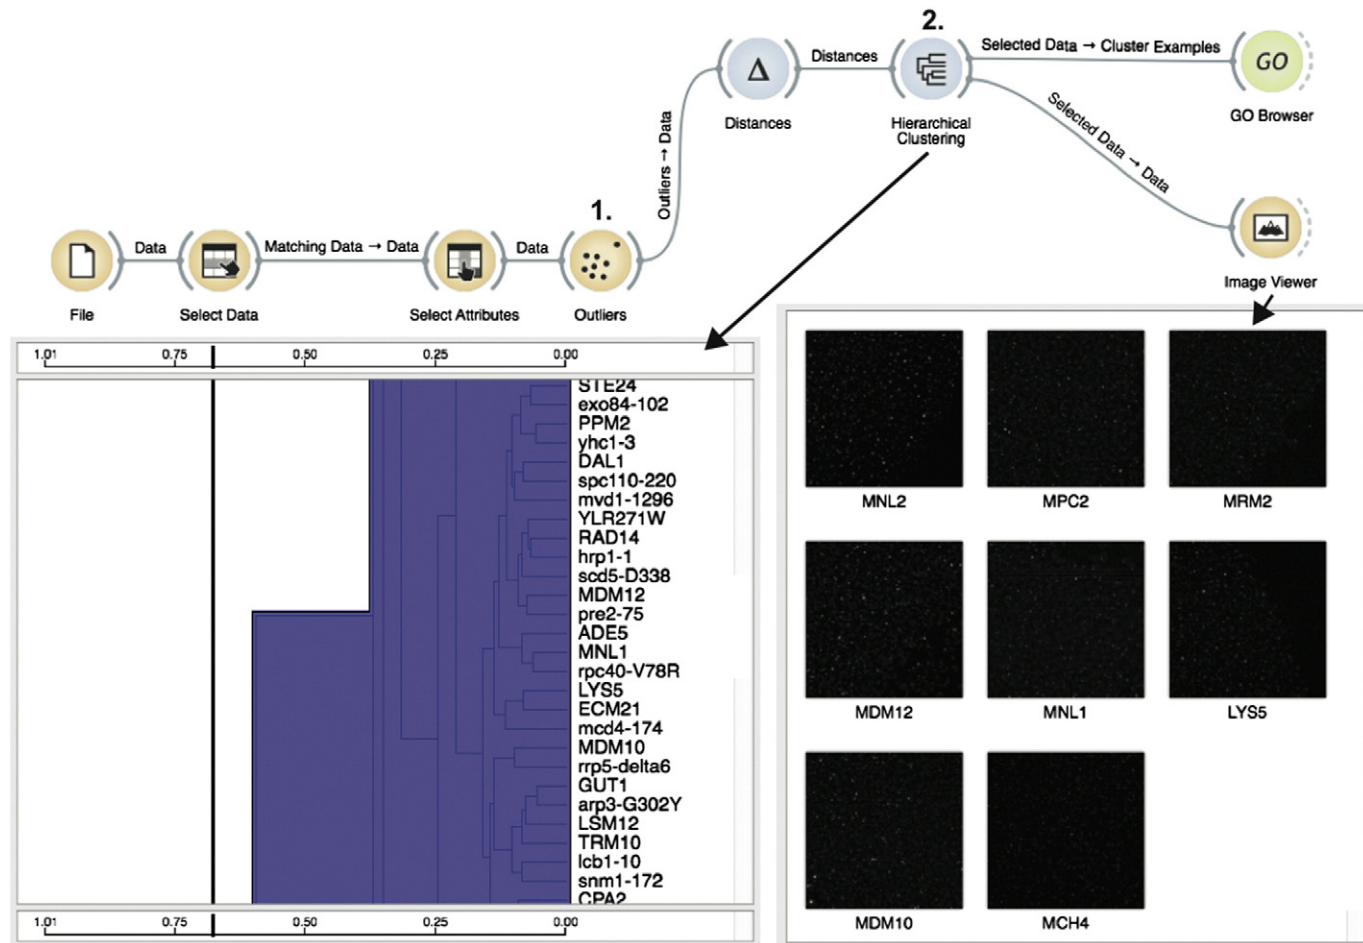 2.
Selected Data → Cluster Examples
GO
GO Browser
Distances
Δ
Distances
Hierarchical
Clustering
Selected Data → Data
Outliers → Data
1.
Data
Matching Data → Data
Data
File
Select Data
Select Attributes
Outliers
Image Viewer
1.01 0.75 0.50 0.25 0.00
STE24
exo84-102
PPM2
yhc1-3
DAL1
spc110-220
mvd1-1296
YLR271W
RAD14
hrp1-1
scd5-D338
MDM12
pre2-75
ADE5
MNL1
rpc40-V78R
LYS5
ECM21
mcd4-174
MDM10
rrp5-delta6
GUT1
arp3-G302Y
LSM12
TRM10
lcb1-10
snm1-172
CPA2
1.01 0.75 0.50 0.25 0.00
MNL2 MPC2 MRM2
MDM12 MNL1 LYS5
MDM10 MCH4